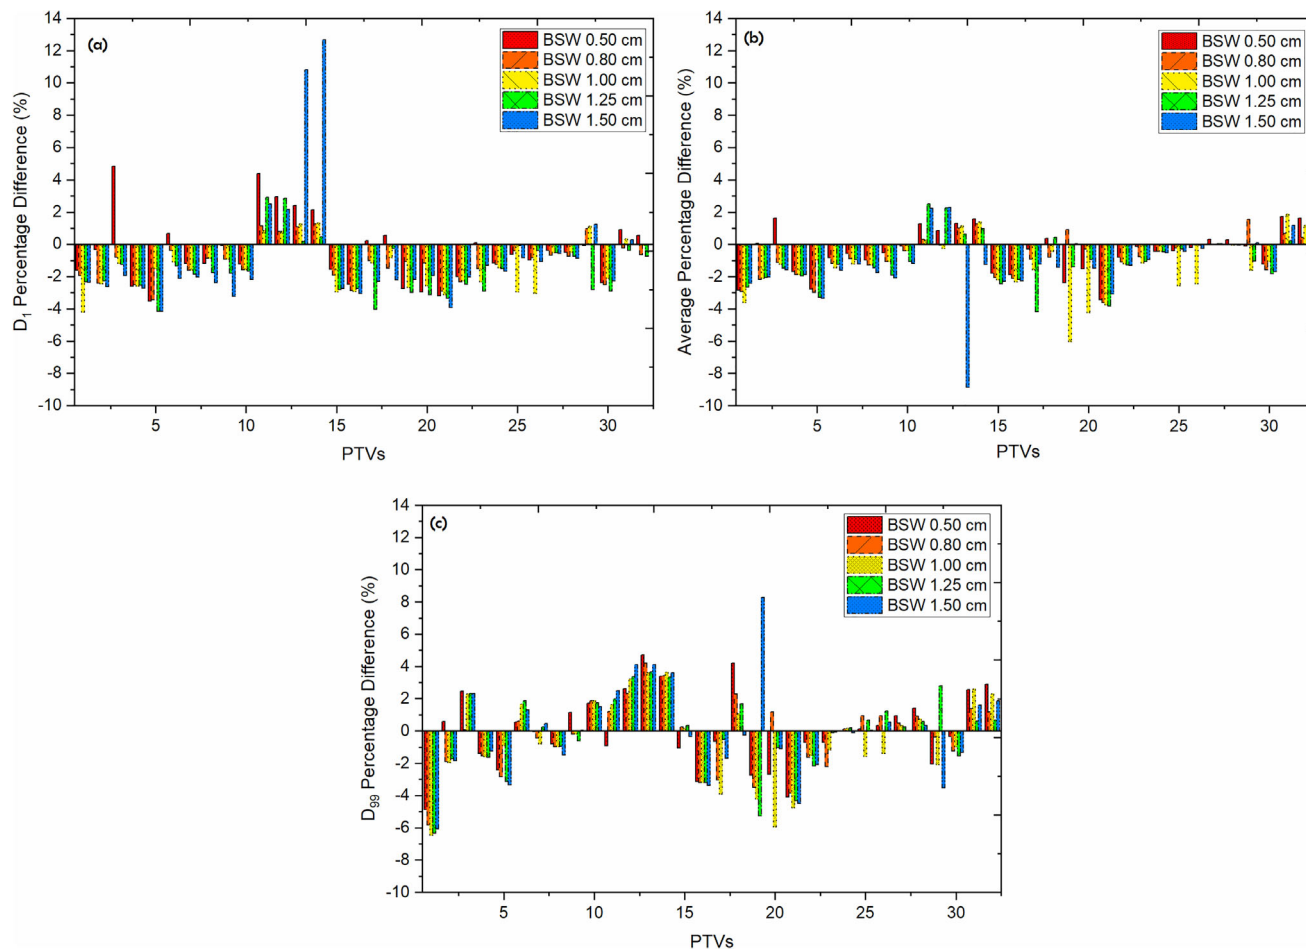 (a)
BSW 0.50 cm
BSW 0.80 cm
BSW 1.00 cm
BSW 1.25 cm
BSW 1.50 cm
D1 Percentage Difference (%)
14
12
10
8
6
4
2
0
-2
-4
-6
-8
-10
5 10 15 20 25 30
PTVs
(b)
BSW 0.50 cm
BSW 0.80 cm
BSW 1.00 cm
BSW 1.25 cm
BSW 1.50 cm
Average Percentage Difference (%)
14
12
10
8
6
4
2
0
-2
-4
-6
-8
-10
5 10 15 20 25 30
PTVs
(c)
BSW 0.50 cm
BSW 0.80 cm
BSW 1.00 cm
BSW 1.25 cm
BSW 1.50 cm
D99 Percentage Difference (%)
14
12
10
8
6
4
2
0
-2
-4
-6
-8
-10
5 10 15 20 25 30
PTVs